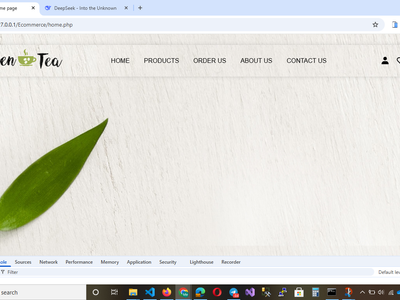 me page
DeepSeek - Into the Unknown
7.0.0.1/Ecommerce/home.php
en Tea
HOME PRODUCTS ORDER US ABOUT US CONTACT US
ole Sources Network Performance Memory Application Security Lighthouse Recorder
Filter
Default le
search